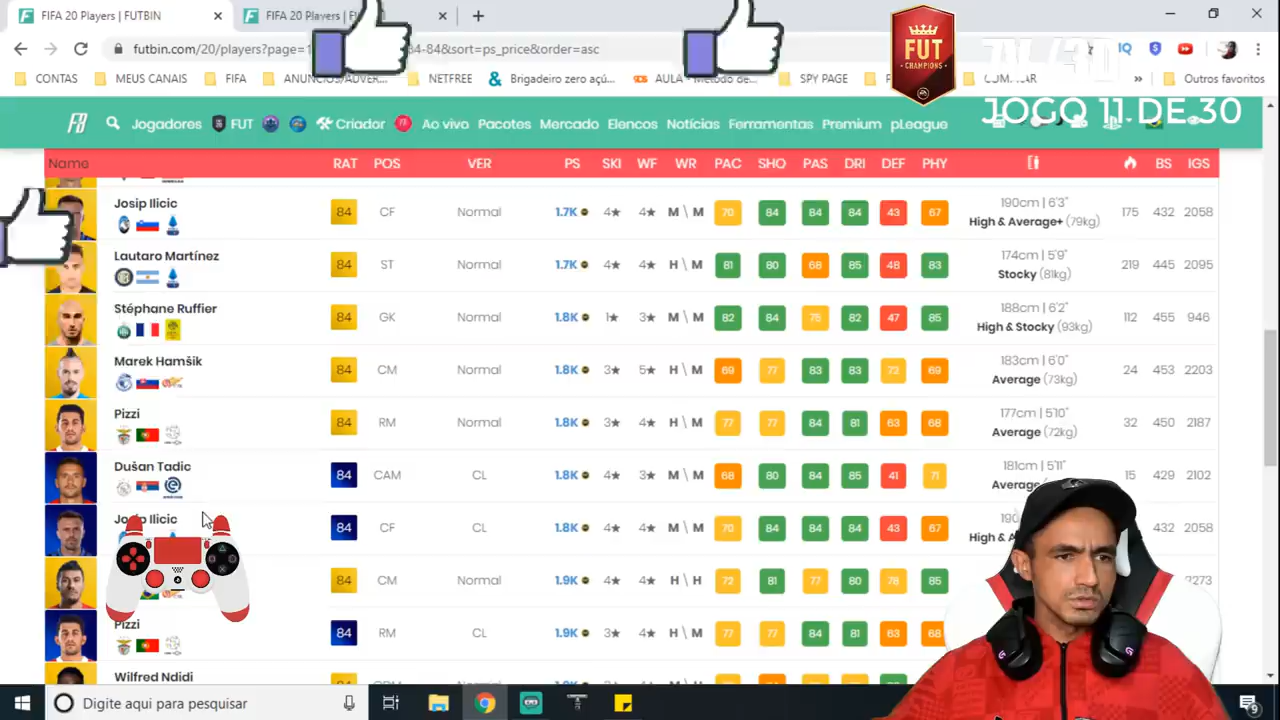 FIFA 20 Players | FUTBIN
FIFA 20 Players | F
futbin.com/20/players?page=1
84-84&sort=ps_price&order=asc
CONTAS
MEUS CANAIS
FIFA
ANUNCIOS/ADVER...
NETFREE
Brigadeiro zero açú...
AULA - Método de...
SPY PAGE
Outros favoritos
FUT
CHAMPIONS
JOGO 11 DE 30
Jogadores FUT Criador Ao vivo Pacotes Mercado Elencos Notícias Ferramentas Premium pLeague
Name RAT POS VER PS SKI WF WR PAC SHO PAS DRI DEF PHY BS IGS
Josip Ilicic 84 CF Normal 1.7K 4★ 4★ M \ M 70 84 84 84 43 67 190cm | 6'3" 175 432 2058
High & Average+ (79kg)
Lautaro Martínez 84 ST Normal 1.7K 4★ 4★ H \ M 81 80 68 85 48 83 174cm | 5'9" 219 445 2095
Stocky (81kg)
Stéphane Ruffier 84 GK Normal 1.8K 1★ 3★ M \ M 82 84 75 82 47 85 188cm | 6'2" 112 455 946
High & Stocky (93kg)
Marek Hamšík 84 CM Normal 1.8K 3★ 5★ H \ M 69 77 83 83 72 69 183cm | 6'0" 24 453 2203
Average (73kg)
Pizzi 84 RM Normal 1.8K 3★ 4★ H \ M 77 77 84 81 63 68 177cm | 5'10" 32 450 2187
Average (72kg)
Dušan Tadic 84 CAM CL 1.8K 4★ 3★ M \ M 68 80 84 85 41 71 181cm | 5'11" 15 429 2102
Average
Josip Ilicic 84 CF CL 1.8K 4★ 4★ M \ M 70 84 84 84 43 67 190 432 2058
High & A
84 CM Normal 1.9K 4★ 4★ H \ H 72 81 77 80 78 85 2273
Pizzi 84 RM CL 1.9K 3★ 4★ H \ M 77 77 84 81 63 68
Wilfred Ndidi
Digite aqui para pesquisar